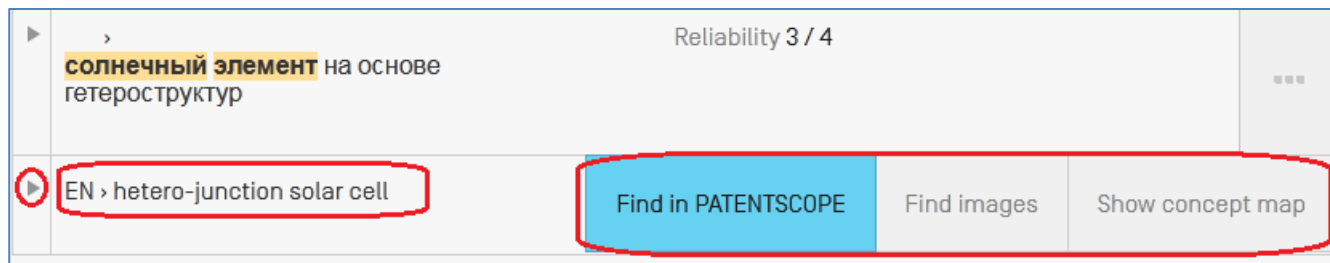 ›
солнечный элемент на основе
гетероструктур
Reliability 3 / 4
EN › hetero-junction solar cell
Find in PATENTSCOPE
Find images
Show concept map